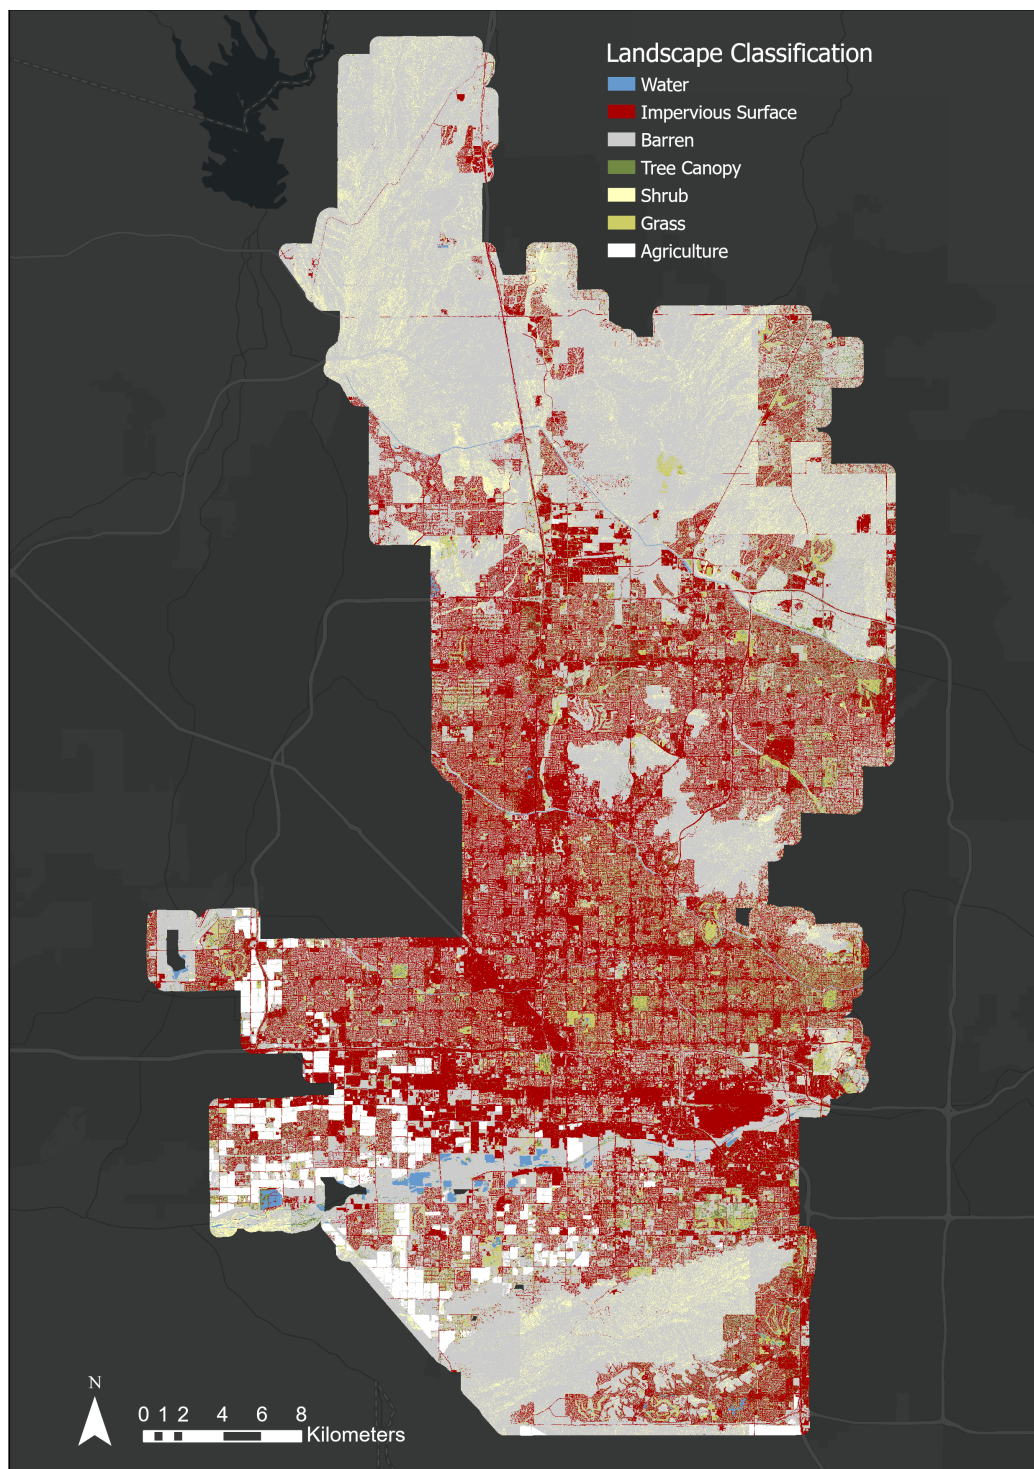 Landscape Classification
Water
Impervious Surface
Barren
Tree Canopy
Shrub
Grass
Agriculture
N
0 1 2 4 6 8
Kilometers